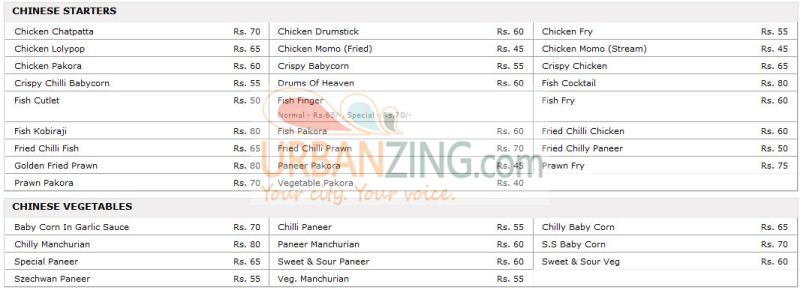 CHINESE STARTERS
Chicken Chatpatta Rs. 70 Chicken Drumstick Rs. 60 Chicken Fry Rs. 55
Chicken Lolypop Rs. 65 Chicken Momo (Fried) Rs. 45 Chicken Momo (Stream) Rs. 45
Chicken Pakora Rs. 60 Crispy Babycorn Rs. 55 Crispy Chicken Rs. 65
Crispy Chilli Babycorn Rs. 55 Drums Of Heaven Rs. 60 Fish Cocktail Rs. 80
Fish Cutlet Rs. 50 Fish Finger Fish Fry Rs. 60
Normal - Rs.65/-, Special - Rs.70/-
Fish Kobiraji Rs. 80 Fish Pakora Rs. 60 Fried Chilli Chicken Rs. 60
Fried Chilli Fish Rs. 65 Fried Chilli Prawn Rs. 70 Fried Chilly Paneer Rs. 50
Golden Fried Prawn Rs. 80 Paneer Pakora Rs. 45 Prawn Fry Rs. 75
Prawn Pakora Rs. 70 Vegetable Pakora Rs. 40
URBANZING.com
Your city. Your voice.
CHINESE VEGETABLES
Baby Corn In Garlic Sauce Rs. 70 Chilli Paneer Rs. 55 Chilly Baby Corn Rs. 65
Chilly Manchurian Rs. 80 Paneer Manchurian Rs. 60 S.S Baby Corn Rs. 70
Special Paneer Rs. 65 Sweet & Sour Paneer Rs. 60 Sweet & Sour Veg Rs. 60
Szechwan Paneer Rs. 55 Veg. Manchurian Rs. 55